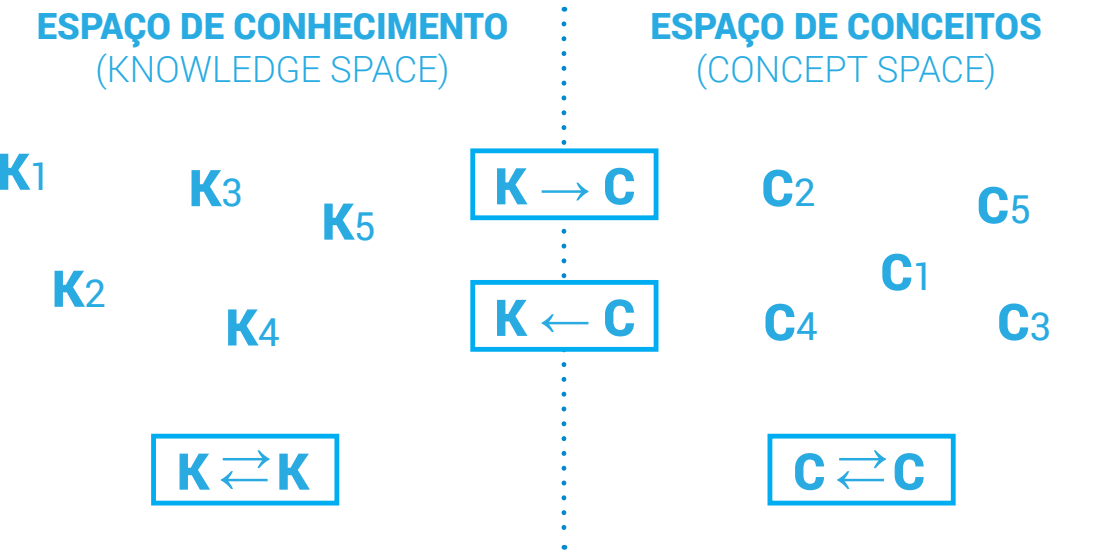 ESPAÇO DE CONHECIMENTO
(KNOWLEDGE SPACE)
ESPAÇO DE CONCEITOS
(CONCEPT SPACE)
K1
K3
K5
K2
K4
K → C
K ← C
C2
C5
C1
C4
C3
K ⇄ K
C ⇄ C